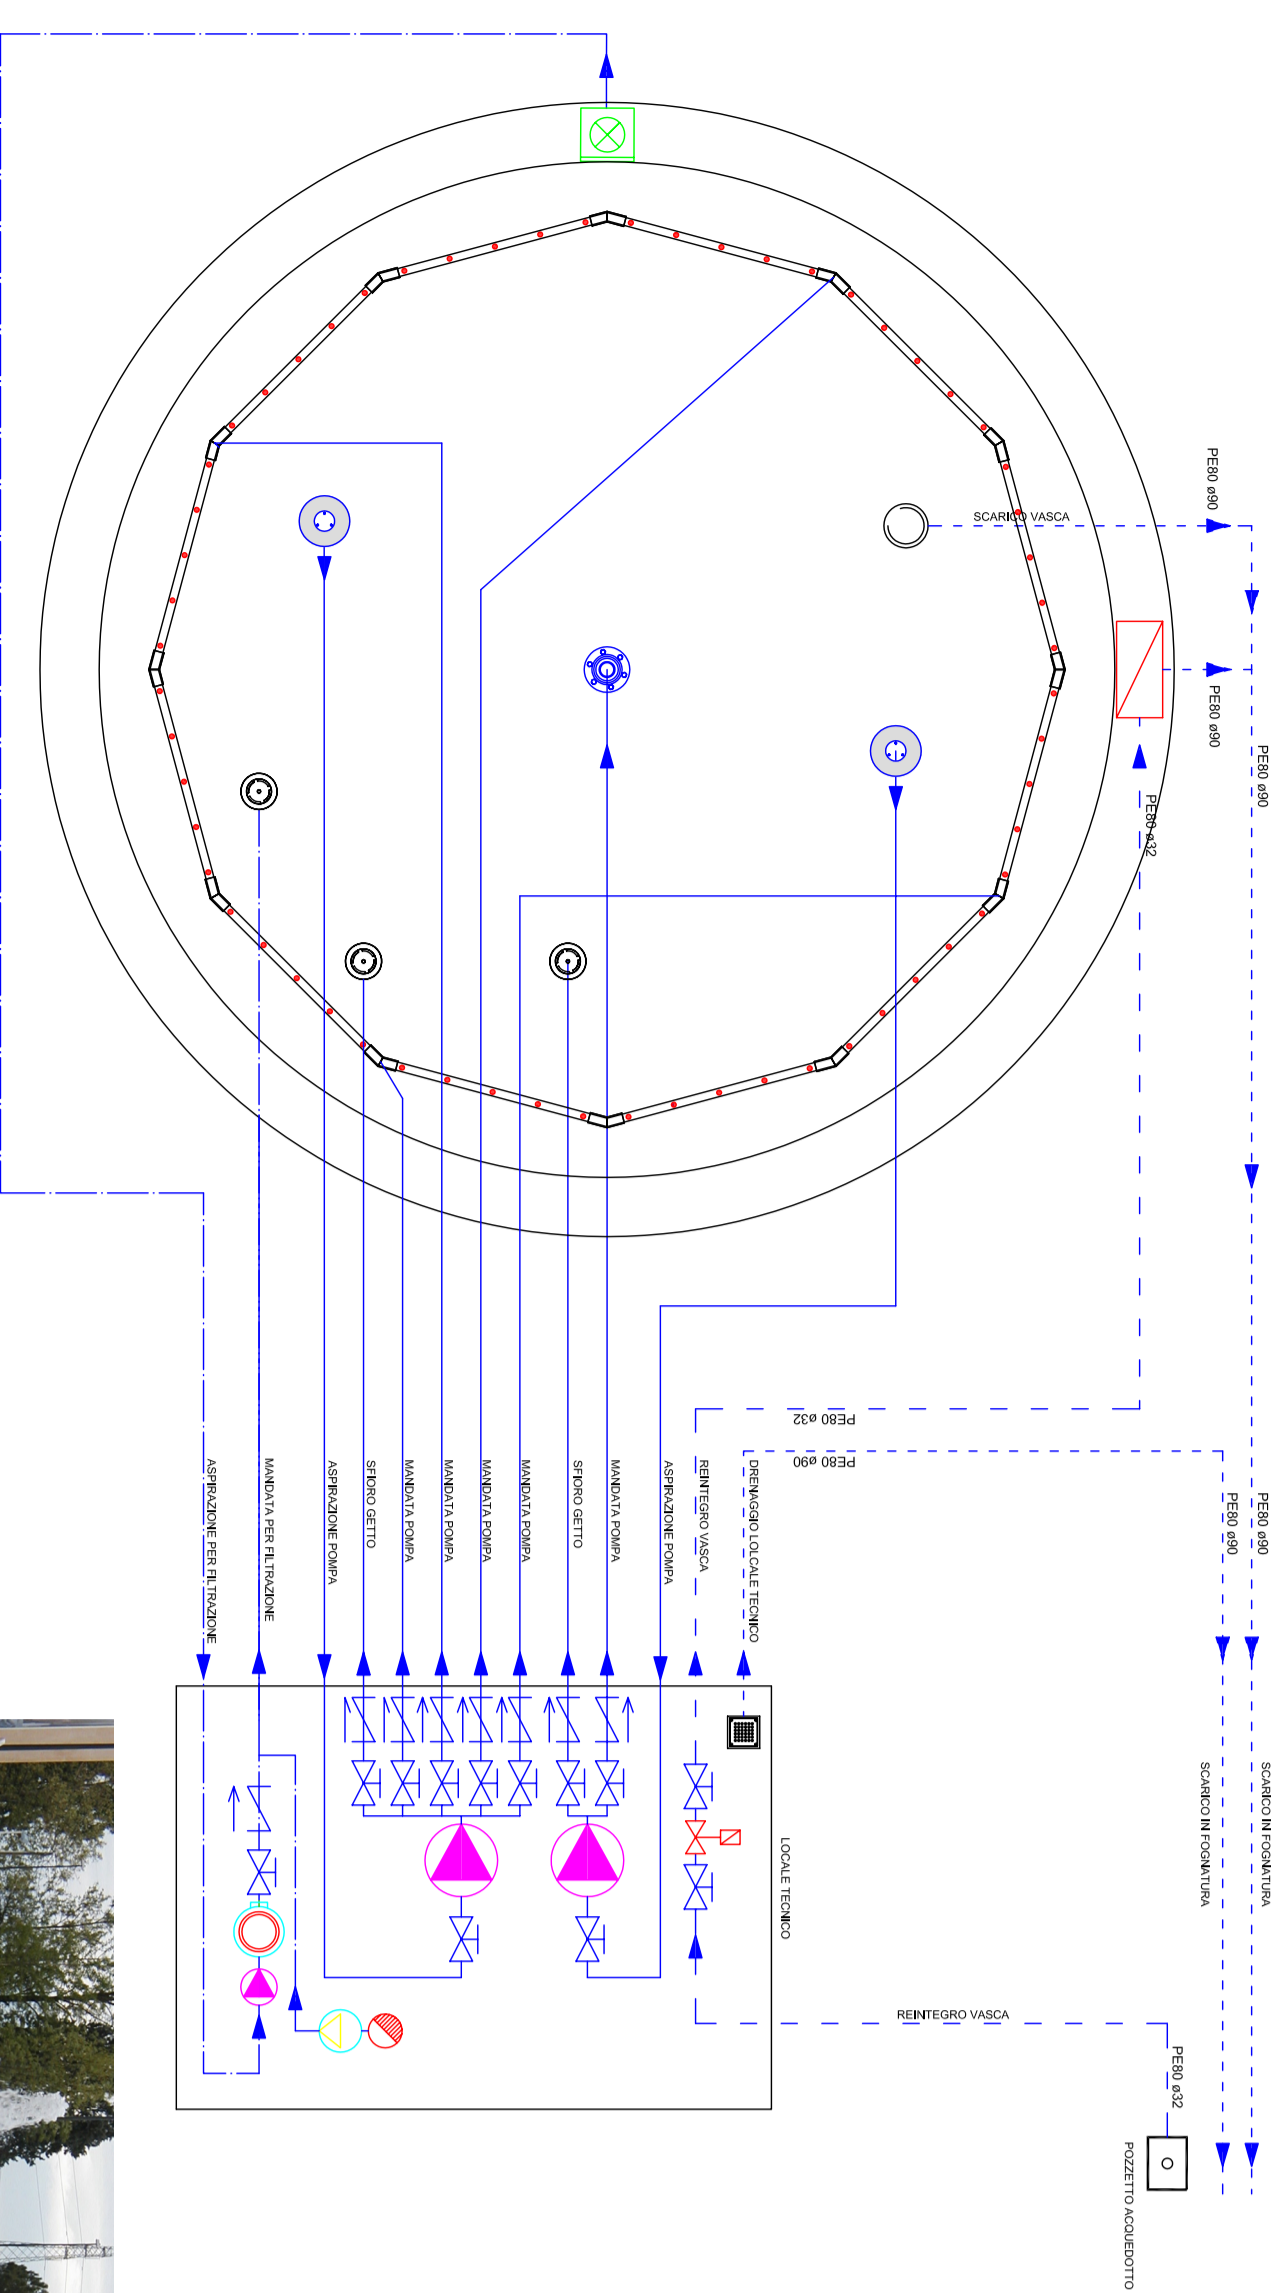 PE80 ø90
SCARICO VASCA
PE80 ø90
PE80 ø90
PE80 ø32
PE80 ø32
PE80 ø90
ASPIRAZIONE PER FILTRAZIONE
MANDATA PER FILTRAZIONE
ASPIRAZIONE POMPA
SFIORO GETTO
MANDATA POMPA
MANDATA POMPA
MANDATA POMPA
MANDATA POMPA
SFIORO GETTO
MANDATA POMPA
ASPIRAZIONE POMPA
REINTEGRO VASCA
DRENAGGIO LOLCALE TECNICO
PE80 ø90
PE80 ø90
SCARICO IN FOGNATURA
SCARICO IN FOGNATURA
LOCALE TECNICO
REINTEGRO VASCA
PE80 ø32
POZZETTO ACQUEDOTTO